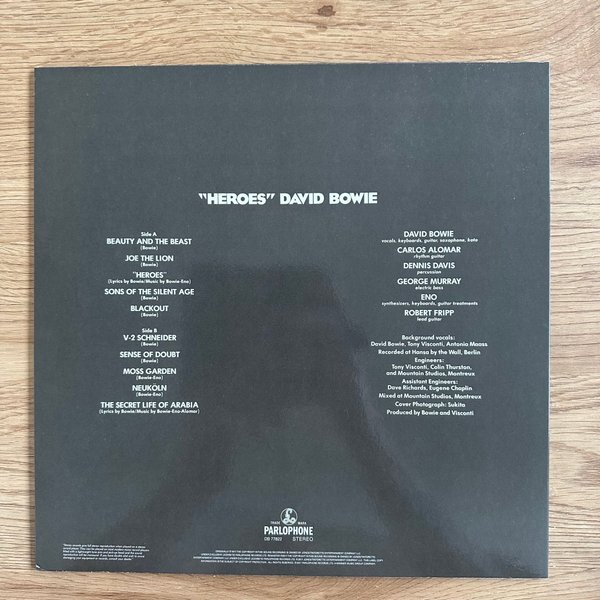 "HEROES" DAVID BOWIE
Side A
BEAUTY AND THE BEAST
(Bowie)
JOE THE LION
(Bowie)
"HEROES"
(Lyrics by Bowie/Music by Bowie-Eno)
SONS OF THE SILENT AGE
(Bowie)
BLACKOUT
(Bowie)
Side B
V-2 SCHNEIDER
(Bowie)
SENSE OF DOUBT
(Bowie)
MOSS GARDEN
(Bowie-Eno)
NEUKOLN
(Bowie-Eno)
THE SECRET LIFE OF ARABIA
(Lyrics by Bowie/Music by Bowie-Eno-Alomar)
DAVID BOWIE
vocals, keyboards, guitar, saxophone, koto
CARLOS ALOMAR
rhythm guitar
DENNIS DAVIS
percussion
GEORGE MURRAY
electric bass
ENO
synthesizers, keyboards, guitar treatments
ROBERT FRIPP
lead guitar
Background vocals:
David Bowie, Tony Visconti, Antonia Maass
Recorded at Hansa by the Wall, Berlin
Engineers:
Tony Visconti, Colin Thurston,
and Mountain Studios, Montreux
Assistant Engineers:
Dave Richards, Eugene Chaplin
Mixed at Mountain Studios, Montreux
Cover Photograph: Sukita
Produced by Bowie and Visconti
TRADE MARK
PARLOPHONE
DB 77822 STEREO